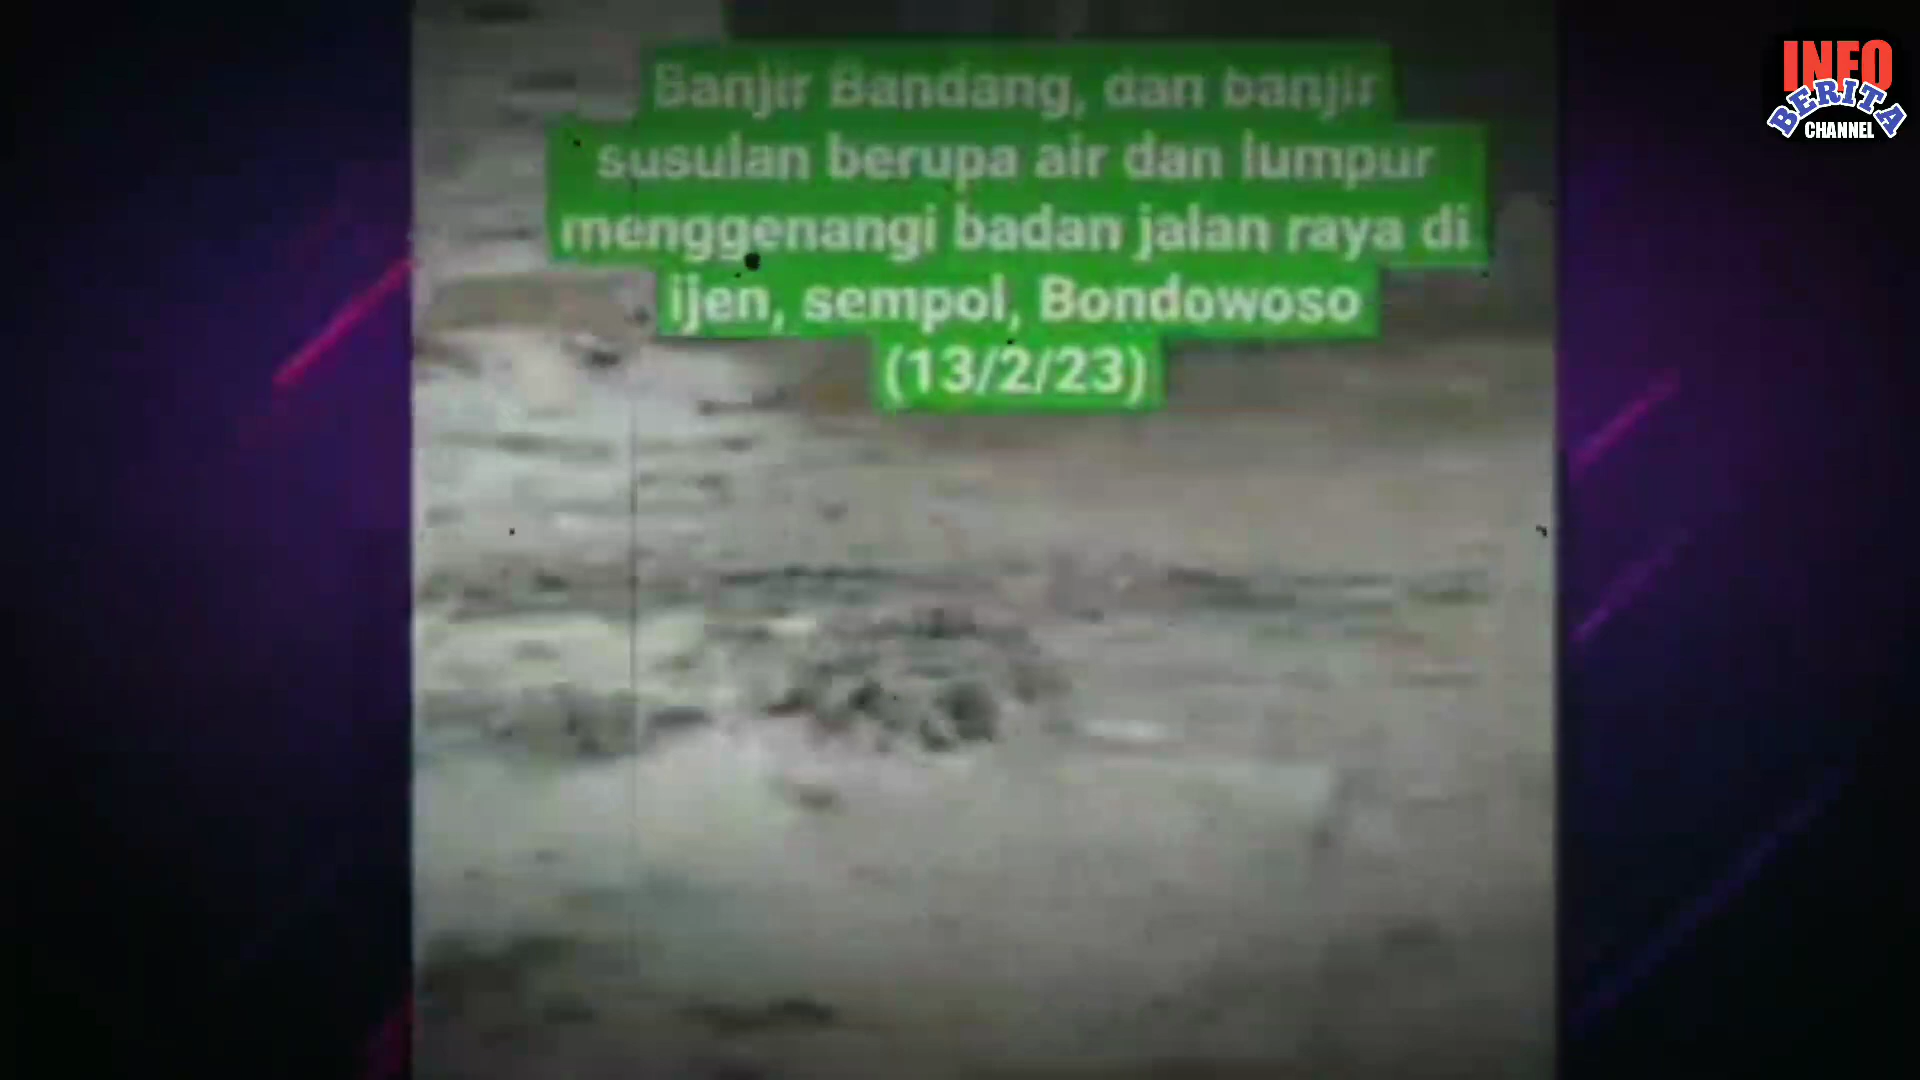 Banjir Bandang, dan banjir
susulan berupa air dan lumpur
menggenangi badan jalan raya di
ijen, sempol, Bondowoso
(13/2/23)
INFO
BERITA
CHANNEL